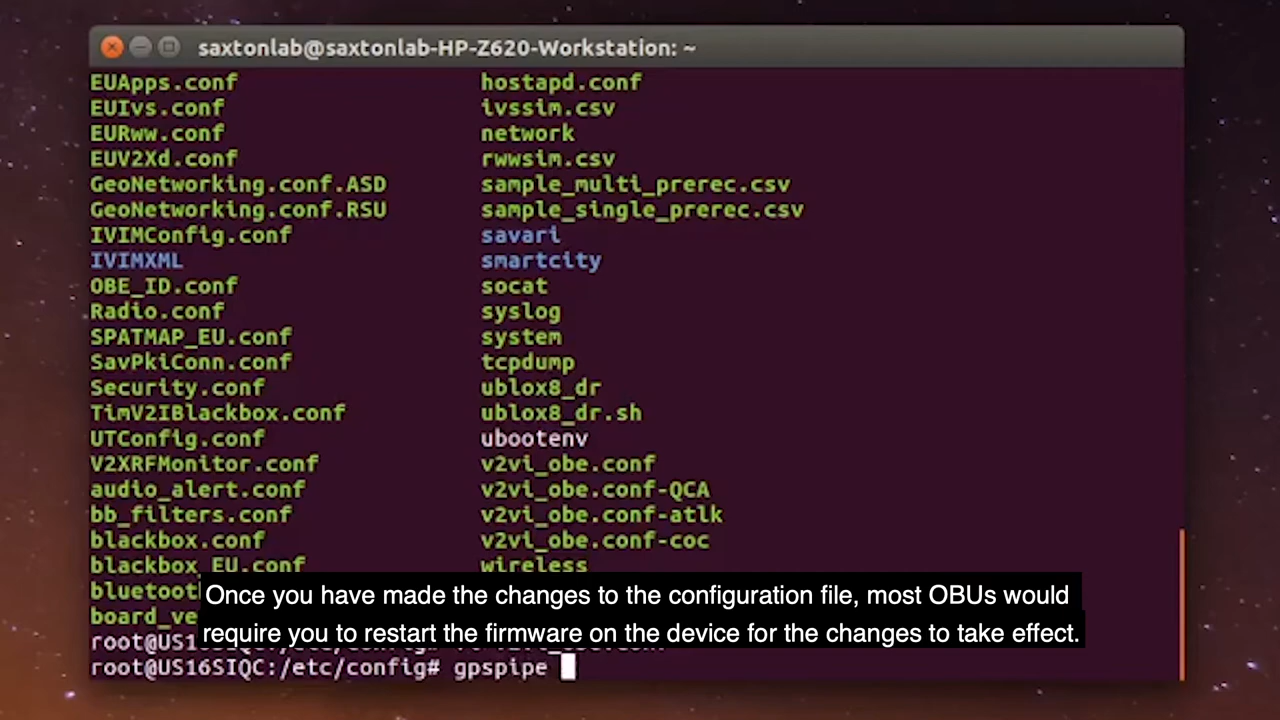 saxtonlab@saxtonlab-HP-Z620-Workstation: ~
EUApps.conf hostapd.conf
EUIvs.conf ivssim.csv
EURww.conf network
EUV2Xd.conf rwwsim.csv
GeoNetworking.conf.ASD sample_multi_prerec.csv
GeoNetworking.conf.RSU sample_single_prerec.csv
IVIMConfig.conf savari
IVIMXML smartcity
OBE_ID.conf socat
Radio.conf syslog
SPATMAP_EU.conf system
SavPkiConn.conf tcpdump
Security.conf ublox8_dr
TimV2IBlackbox.conf ublox8_dr.sh
UTConfig.conf ubootenv
V2XRFMonitor.conf v2vi_obe.conf
audio_alert.conf v2vi_obe.conf-QCA
bb_filters.conf v2vi_obe.conf-atlk
blackbox.conf v2vi_obe.conf-coc
blackbox_EU.conf wireless
Once you have made the changes to the configuration file, most OBUs would
require you to restart the firmware on the device for the changes to take effect.
root@US16SIQC:/etc/config# gpspipe